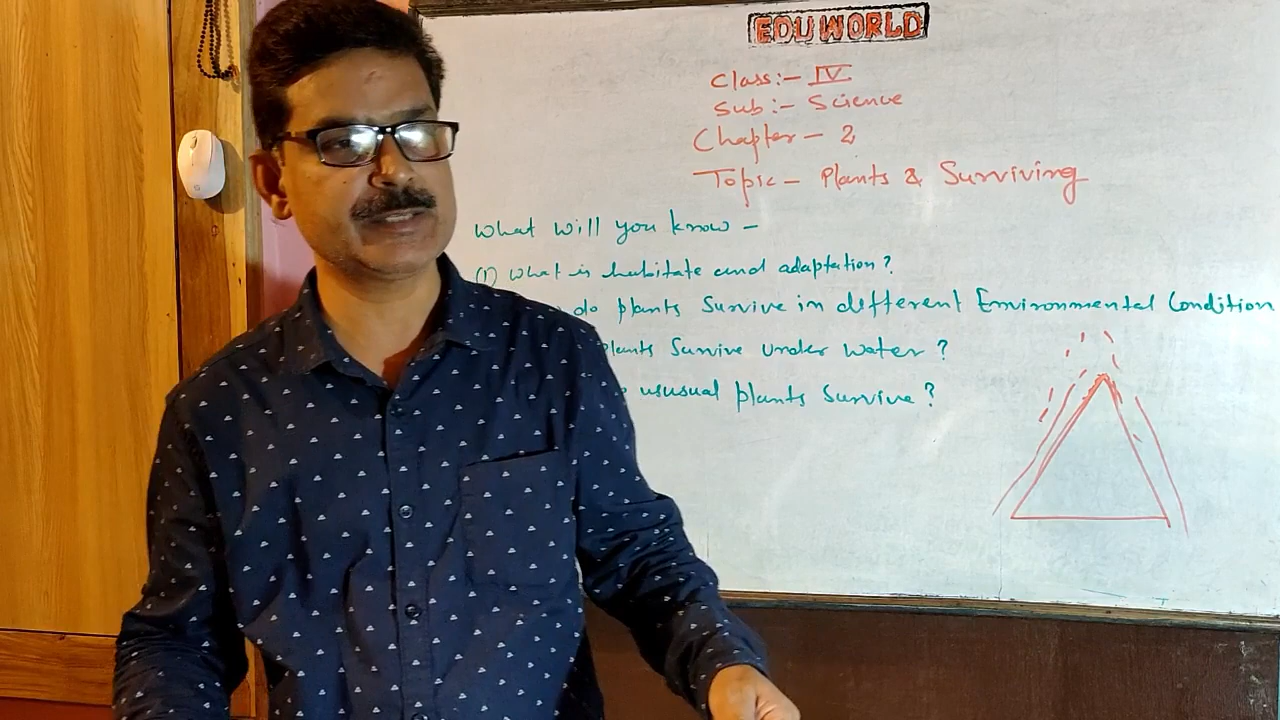 EDU WORLD
Class:- IV
Sub:- Science
Chapter - 2
Topic - Plants & Surviving
What will you know -
(1) What is habitate and adaptation?
do plants Survive in different Environmental Condition
plants Survive under water?
ususual plants Survive?